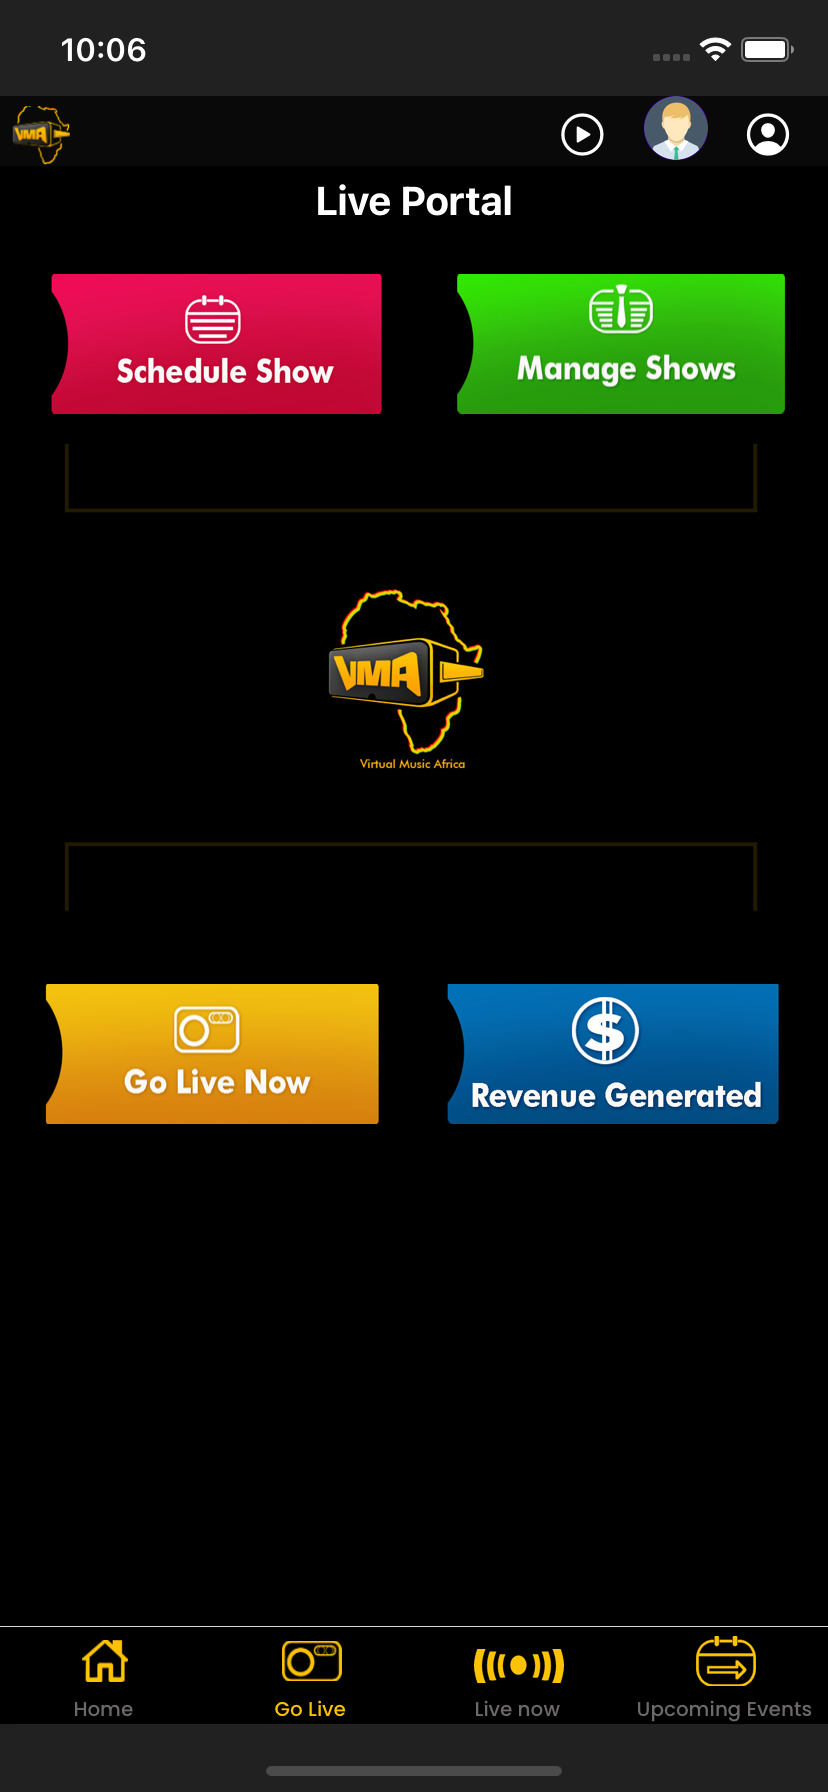 10:06
VMA
Live Portal
Schedule Show
Manage Shows
VMA
Virtual Music Africa
Go Live Now
$
Revenue Generated
Home
Go Live
Live now
Upcoming Events